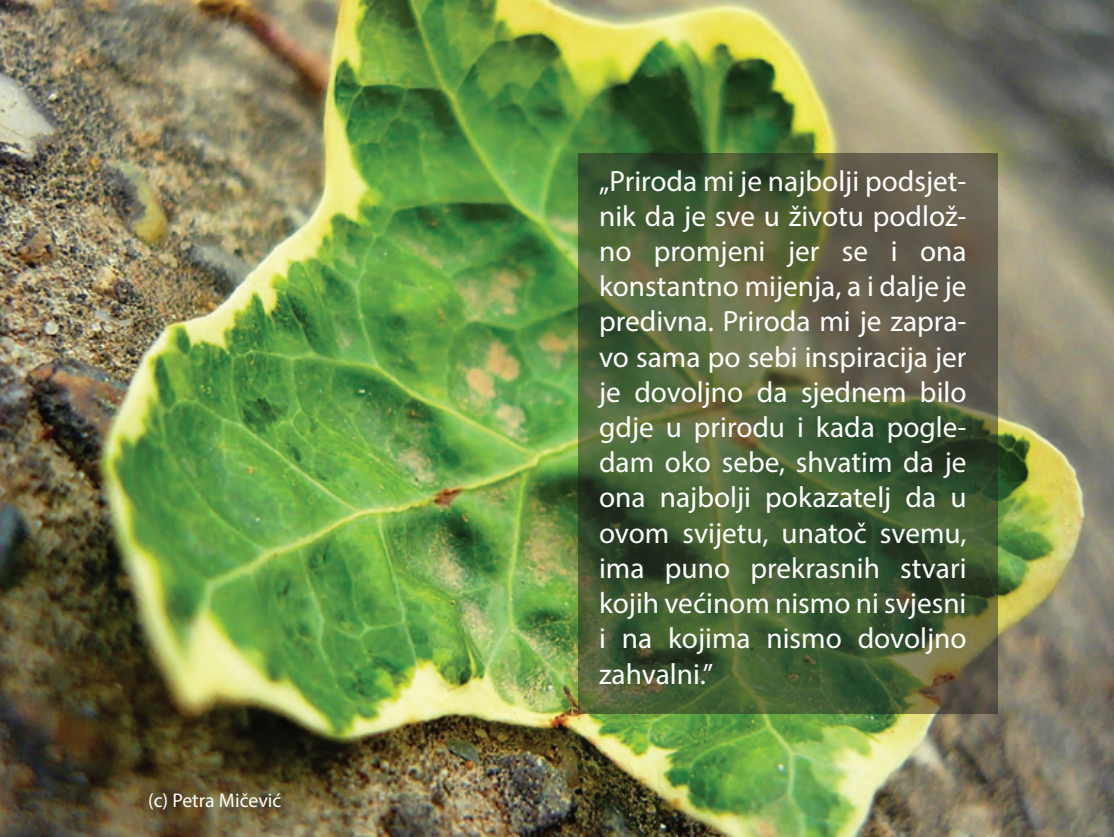 „Priroda mi je najbolji podsjet-
nik da je sve u životu podlož-
no promjeni jer se i ona
konstantno mijenja, a i dalje je
predivna. Priroda mi je zapra-
vo sama po sebi inspiracija jer
je dovoljno da sjednem bilo
gdje u prirodu i kada pogle-
dam oko sebe, shvatim da je
ona najbolji pokazatelj da u
ovom svijetu, unatoč svemu,
ima puno prekrasnih stvari
kojih većinom nismo ni svjesni
i na kojima nismo dovoljno
zahvalni.”
(c) Petra Mičević